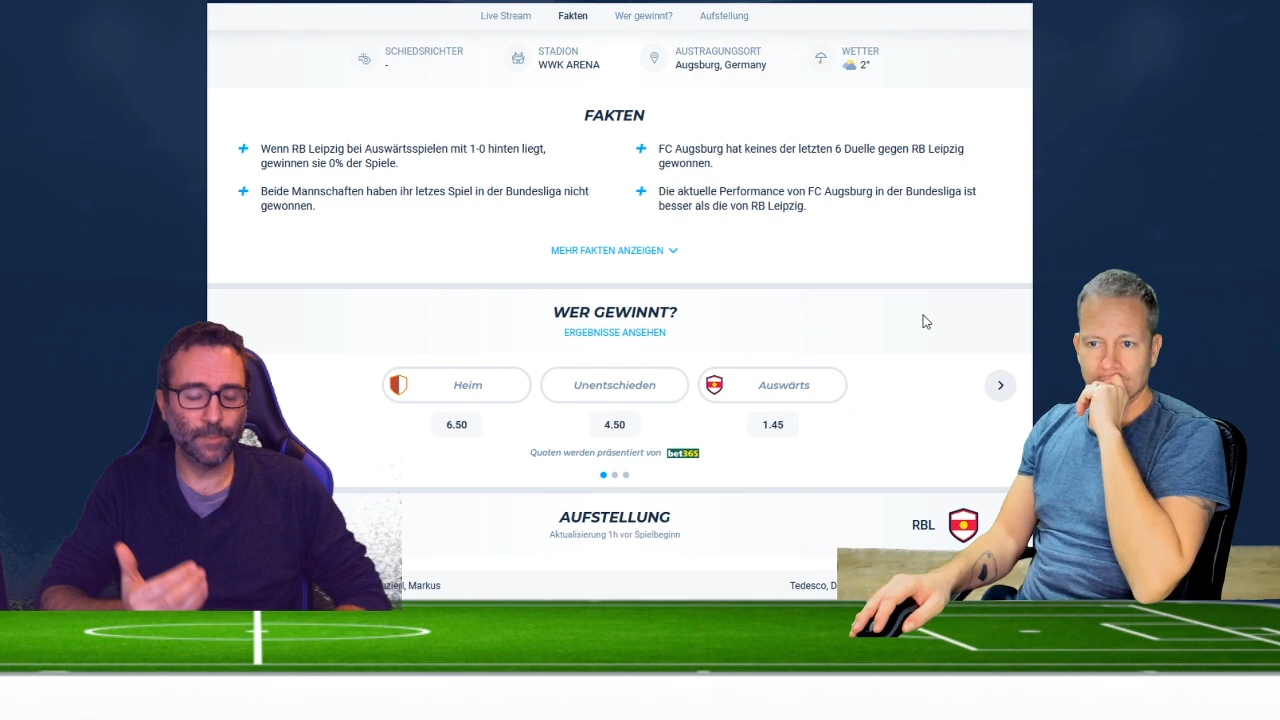 Live Stream Fakten Wer gewinnt? Aufstellung
SCHIEDSRICHTER
-
STADION
WWK ARENA
AUSTRAGUNGSORT
Augsburg, Germany
WETTER
2°
FAKTEN
Wenn RB Leipzig bei Auswärtsspielen mit 1-0 hinten liegt,
gewinnen sie 0% der Spiele.
FC Augsburg hat keines der letzten 6 Duelle gegen RB Leipzig
gewonnen.
Beide Mannschaften haben ihr letzes Spiel in der Bundesliga nicht
gewonnen.
Die aktuelle Performance von FC Augsburg in der Bundesliga ist
besser als die von RB Leipzig.
MEHR FAKTEN ANZEIGEN
WER GEWINNT?
ERGEBNISSE ANSEHEN
Heim Unentschieden Auswärts
6.50 4.50 1.45
Quoten werden präsentiert von bet365
AUFSTELLUNG
Aktualisierung 1h vor Spielbeginn
RBL
Markus
Tedesco, D